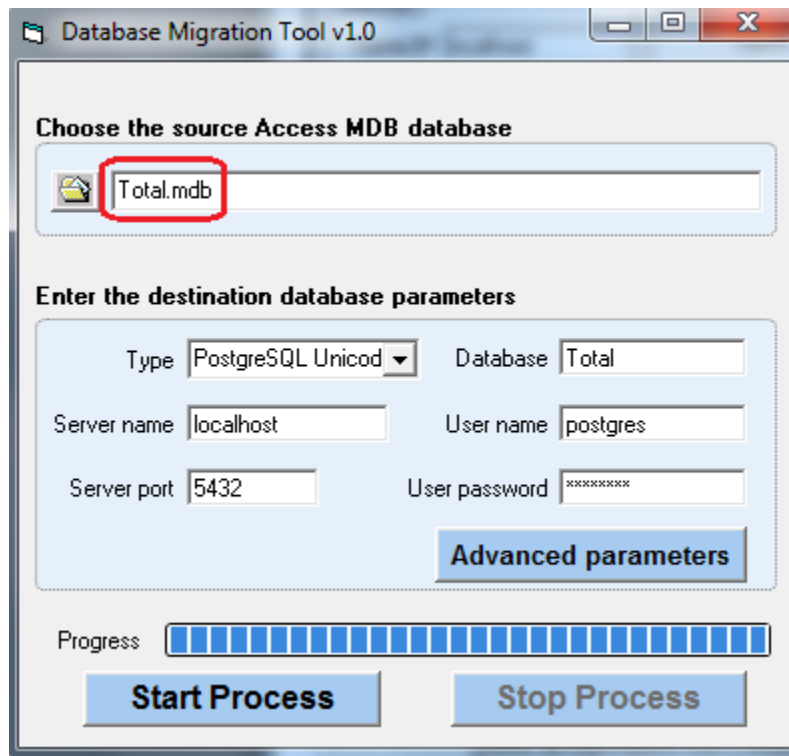 Database Migration Tool v1.0
Choose the source Access MDB database
Total.mdb
Enter the destination database parameters
Type PostgreSQL Unicod Database Total
Server name localhost User name postgres
Server port 5432 User password ********
Advanced parameters
Progress
Start Process Stop Process